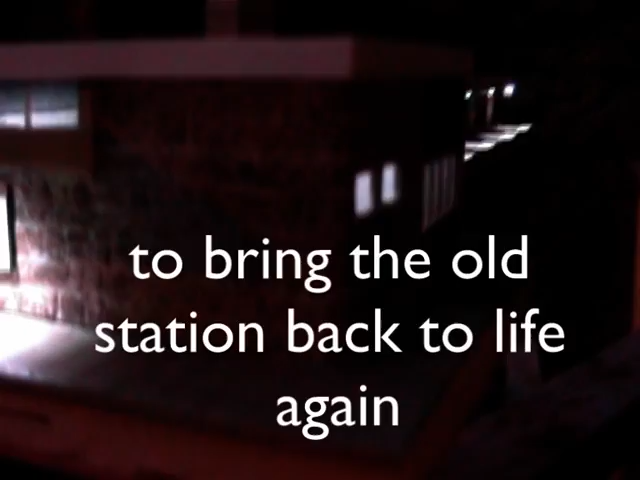 to bring the old
station back to life
again